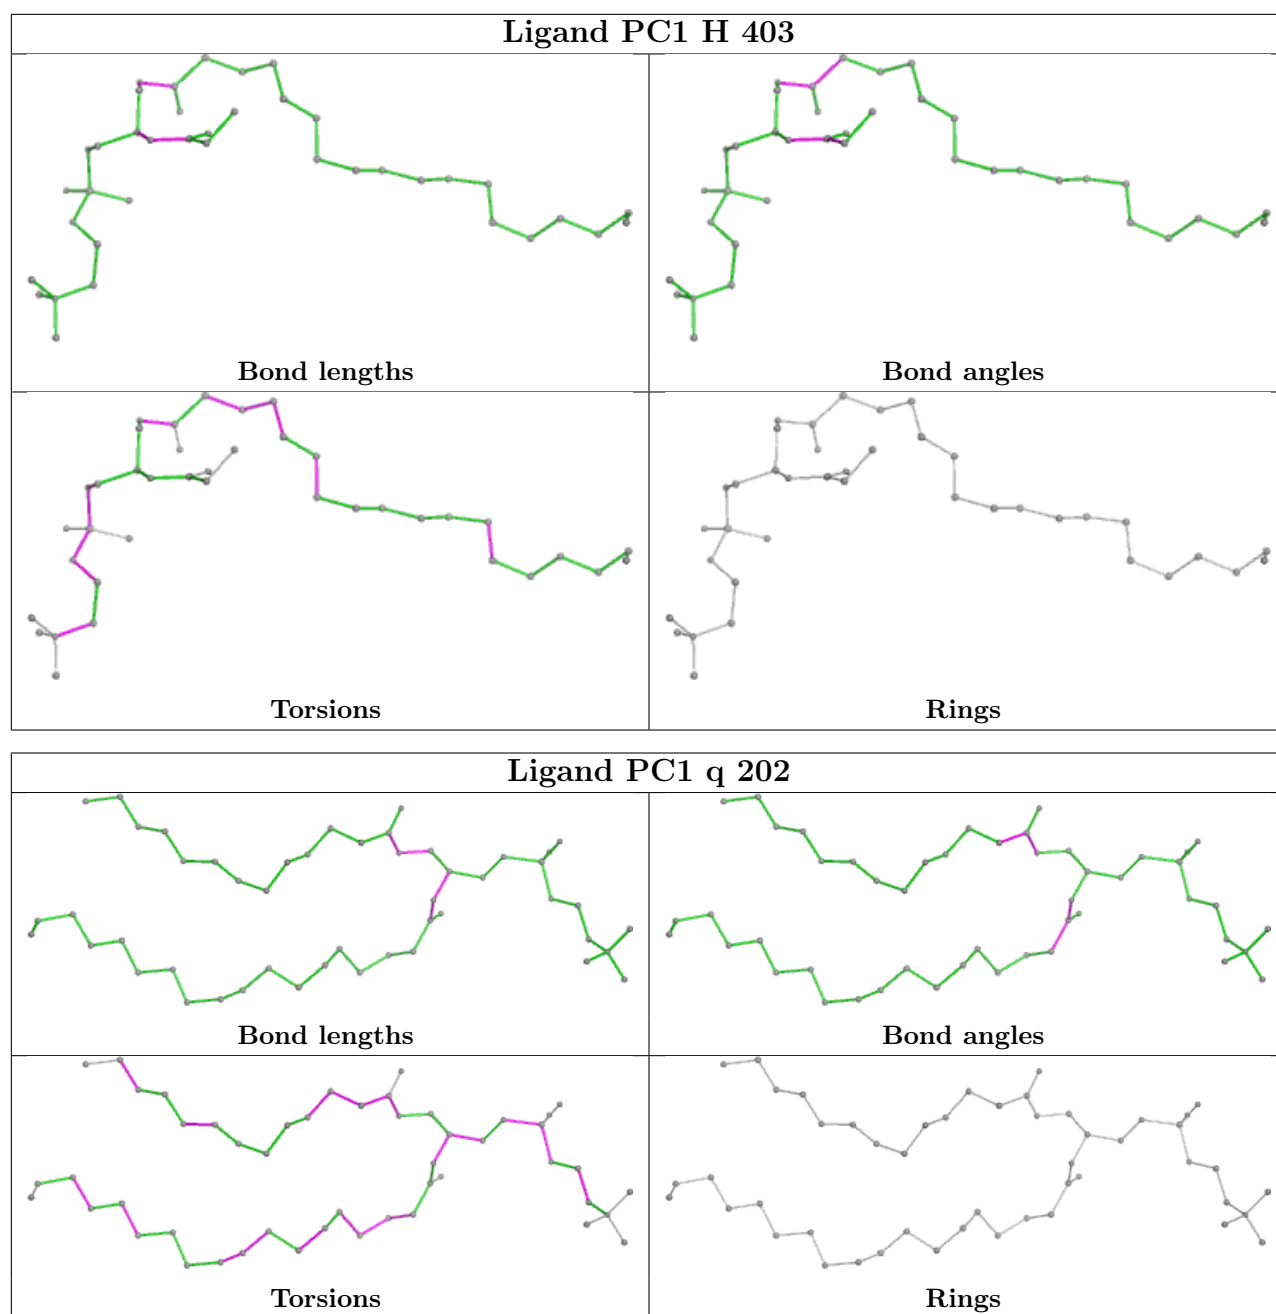 Ligand PC1 H 403
Bond lengths
Bond angles
Torsions
Rings
Ligand PC1 q 202
Bond lengths
Bond angles
Torsions
Rings